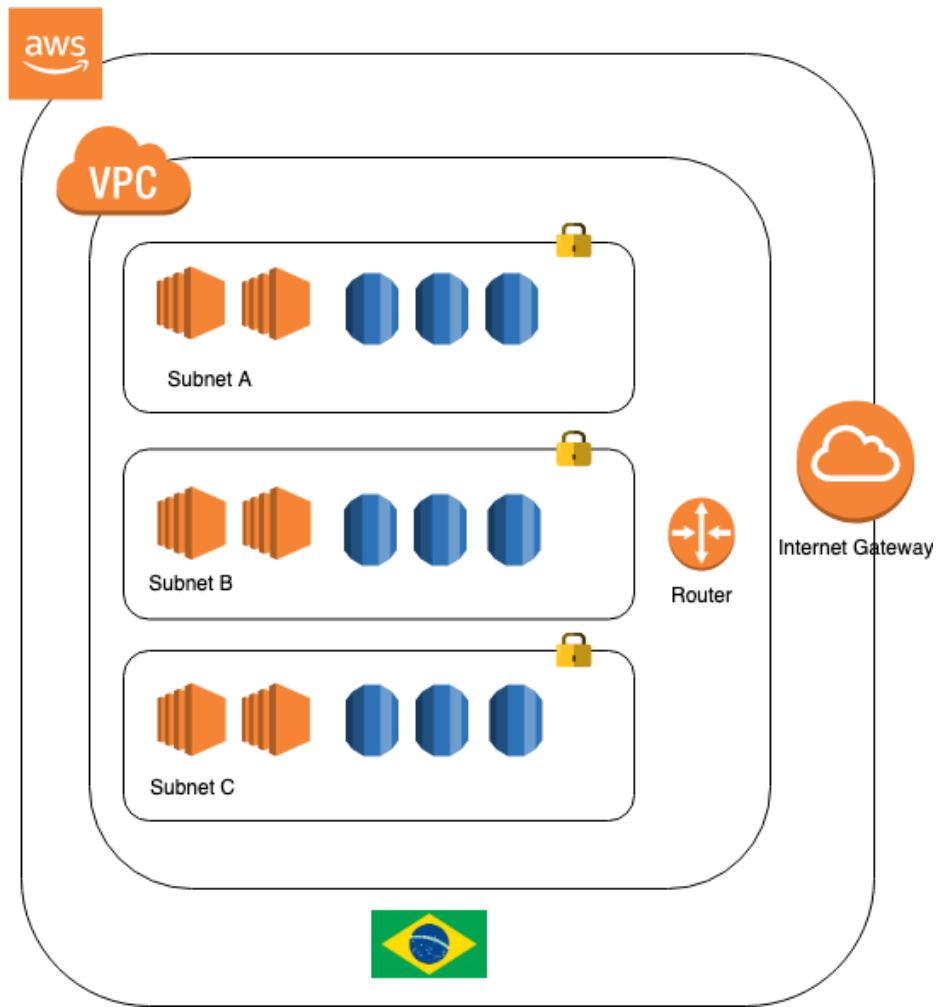 aws
VPC
Subnet A
Subnet B
Internet Gateway
Router
Subnet C